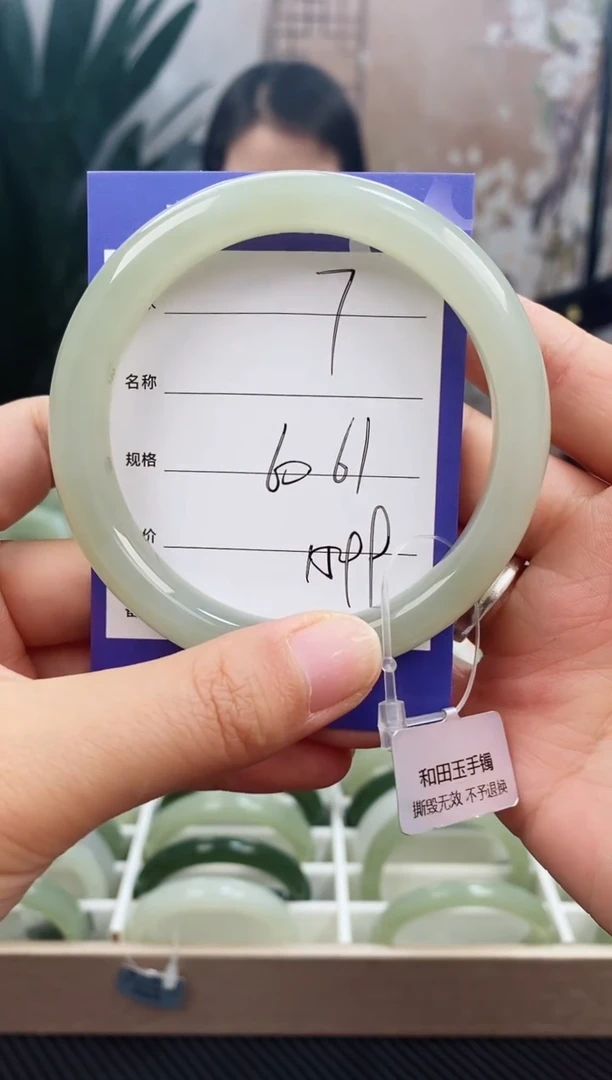 7
名称
规格 60 61
价
和田玉手镯
撕毁无效 不予退换